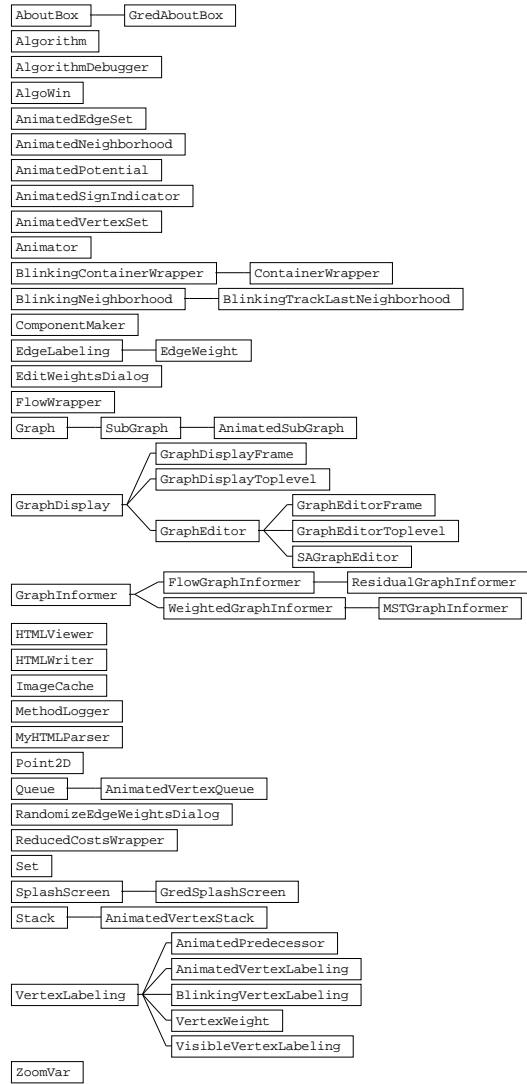 AboutBox GredAboutBox
Algorithm
AlgorithmDebugger
AlgoWin
AnimatedEdgeSet
AnimatedNeighborhood
AnimatedPotential
AnimatedSignIndicator
AnimatedVertexSet
Animator
BlinkingContainerWrapper ContainerWrapper
BlinkingNeighborhood BlinkingTrackLastNeighborhood
ComponentMaker
EdgeLabeling EdgeWeight
EditWeightsDialog
FlowWrapper
Graph SubGraph AnimatedSubGraph
GraphDisplayFrame
GraphDisplayToplevel
GraphDisplay GraphEditorFrame
GraphEditor GraphEditorToplevel
SAGraphEditor
FlowGraphInformer ResidualGraphInformer
GraphInformer
WeightedGraphInformer MSTGraphInformer
HTMLViewer
HTMLWriter
ImageCache
MethodLogger
MyHTMLParser
Point2D
Queue AnimatedVertexQueue
RandomizeEdgeWeightsDialog
ReducedCostsWrapper
Set
SplashScreen GredSplashScreen
Stack AnimatedVertexStack
AnimatedPredecessor
AnimatedVertexLabeling
VertexLabeling BlinkingVertexLabeling
VertexWeight
VisibleVertexLabeling
ZoomVar